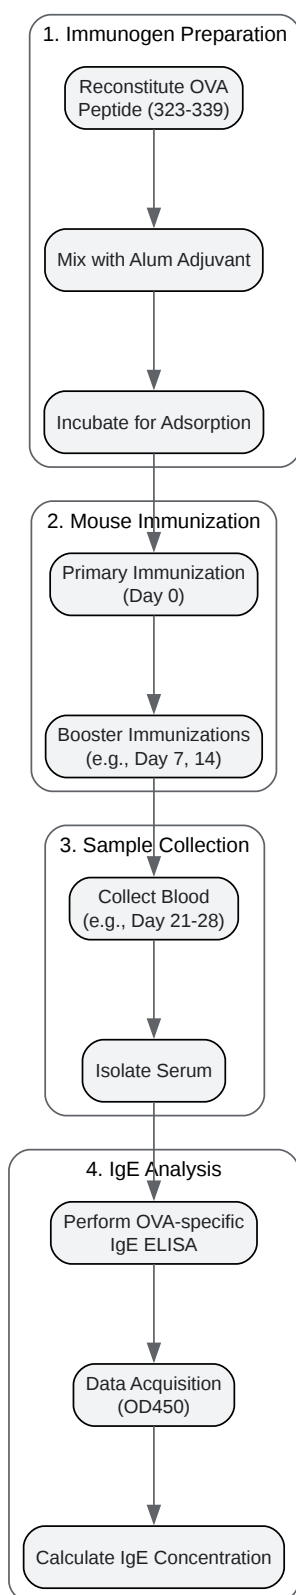 1. Immunogen Preparation
Reconstitute OVA
Peptide (323-339)
Mix with Alum Adjuvant
Incubate for Adsorption
2. Mouse Immunization
Primary Immunization
(Day 0)
Booster Immunizations
(e.g., Day 7, 14)
3. Sample Collection
Collect Blood
(e.g., Day 21-28)
Isolate Serum
4. IgE Analysis
Perform OVA-specific
IgE ELISA
Data Acquisition
(OD450)
Calculate IgE Concentration